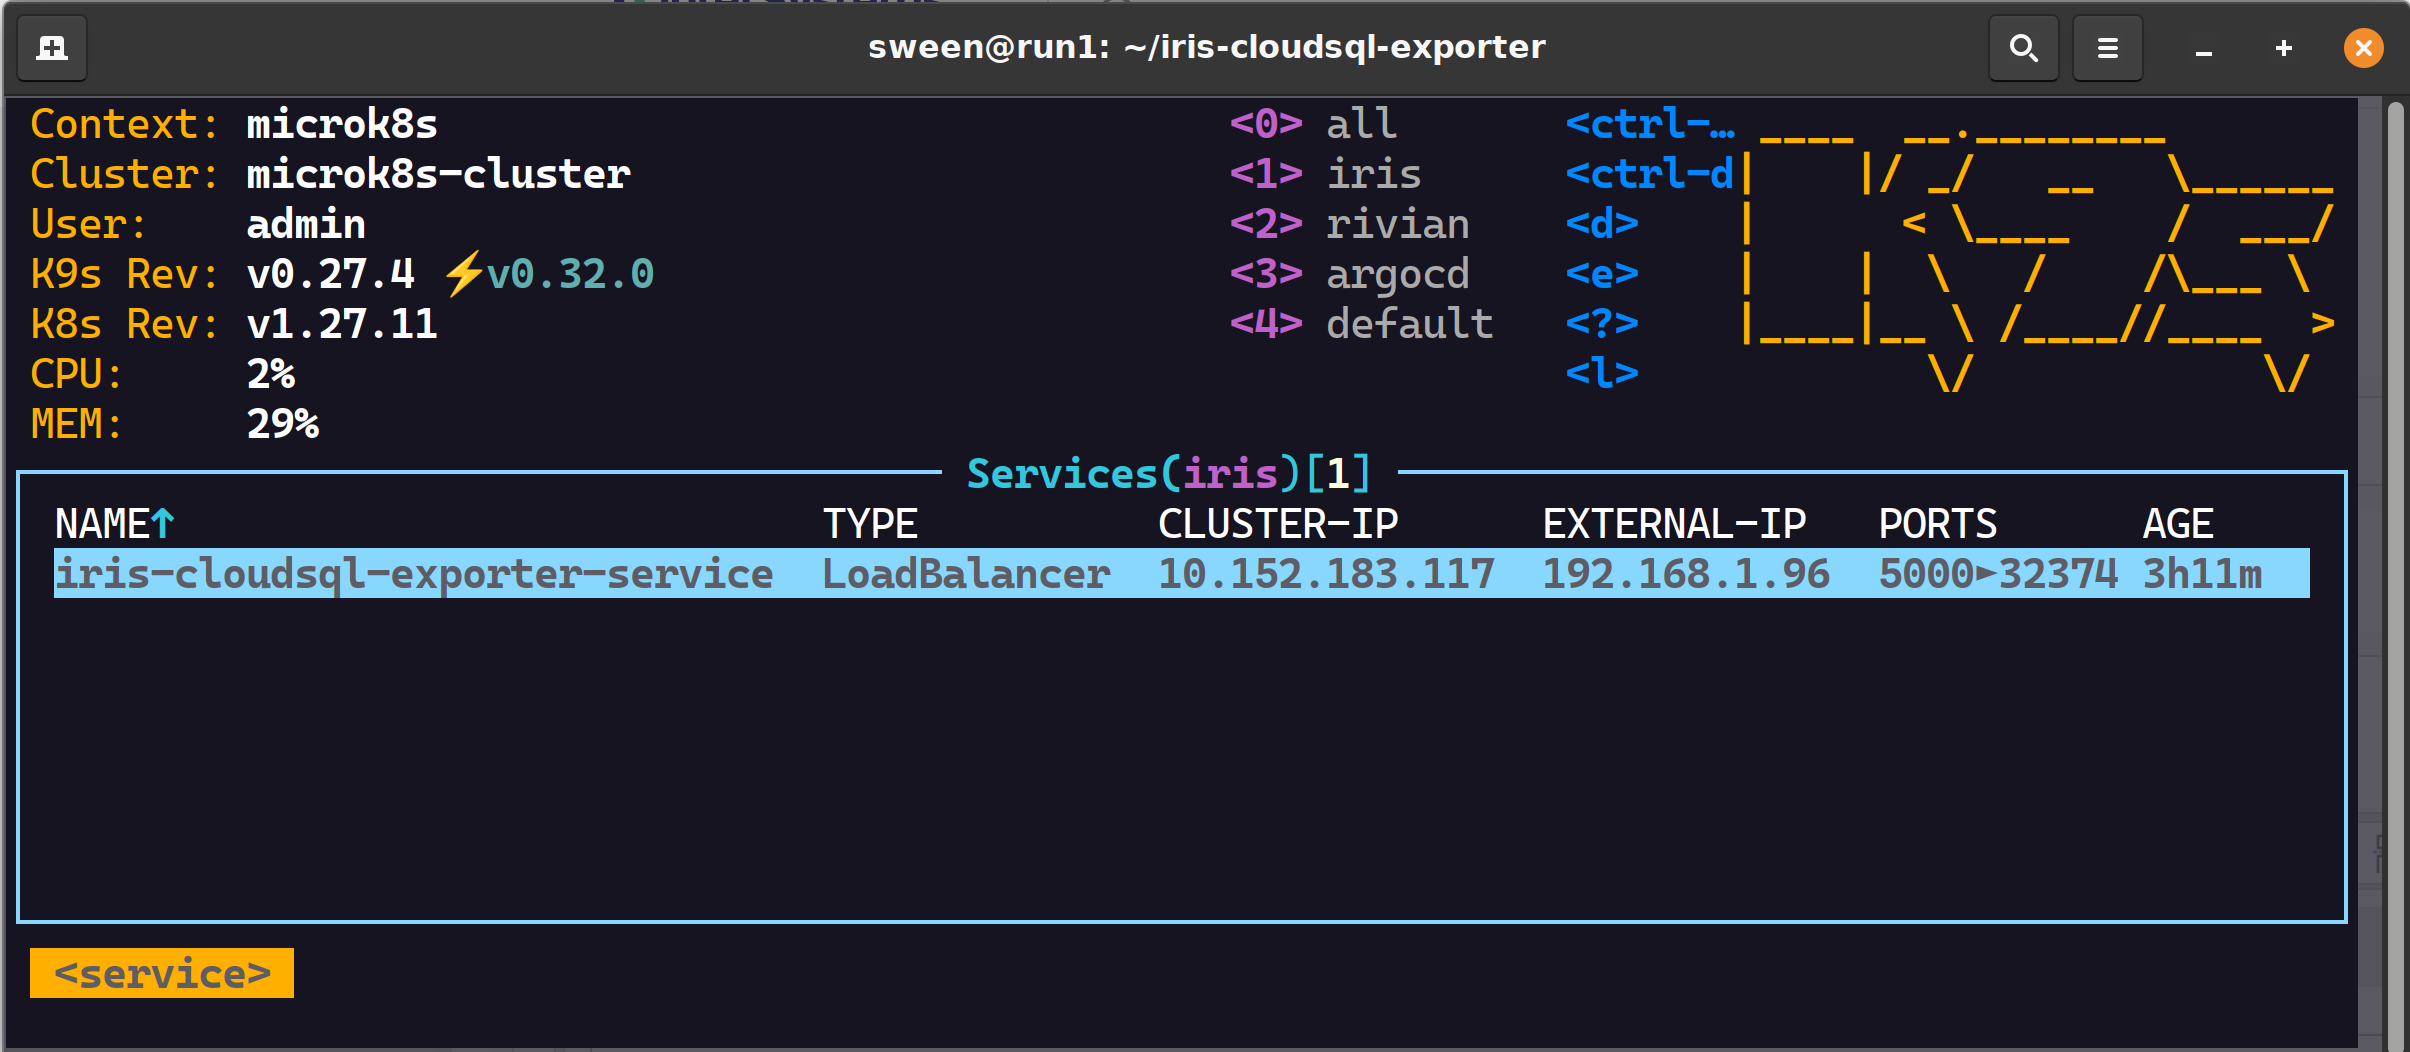 sween@run1: ~/iris-cloudsql-exporter
Context: microk8s <0> all <ctrl-…
Cluster: microk8s-cluster <1> iris <ctrl-d
User: admin <2> rivian <d>
K9s Rev: v0.27.4 ⚡v0.32.0 <3> argocd <e>
K8s Rev: v1.27.11 <4> default <?>
CPU: 2% <l>
MEM: 29%
Services(iris)[1]
NAME↑ TYPE CLUSTER-IP EXTERNAL-IP PORTS AGE
iris-cloudsql-exporter-service LoadBalancer 10.152.183.117 192.168.1.96 5000►32374 3h11m
<service>